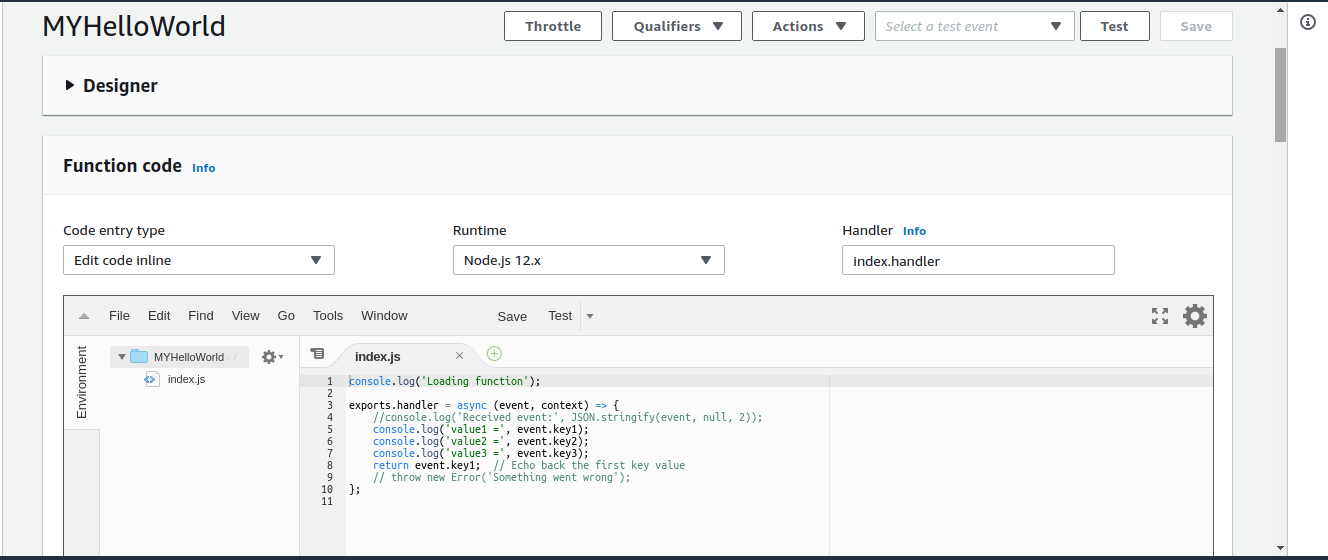 MYHelloWorld Throttle Qualifiers Actions Select a test event Test Save
Designer
Function code Info
Code entry type Runtime Handler Info
Edit code inline Node.js 12.x index.handler
File Edit Find View Go Tools Window Save Test
Environment
MYHelloWorld - /
index.js
index.js
1 console.log('Loading function');
2
3 exports.handler = async (event, context) => {
4 //console.log('Received event:', JSON.stringify(event, null, 2));
5 console.log('value1 =', event.key1);
6 console.log('value2 =', event.key2);
7 console.log('value3 =', event.key3);
8 return event.key1;  // Echo back the first key value
9 // throw new Error('Something went wrong');
10 };
11